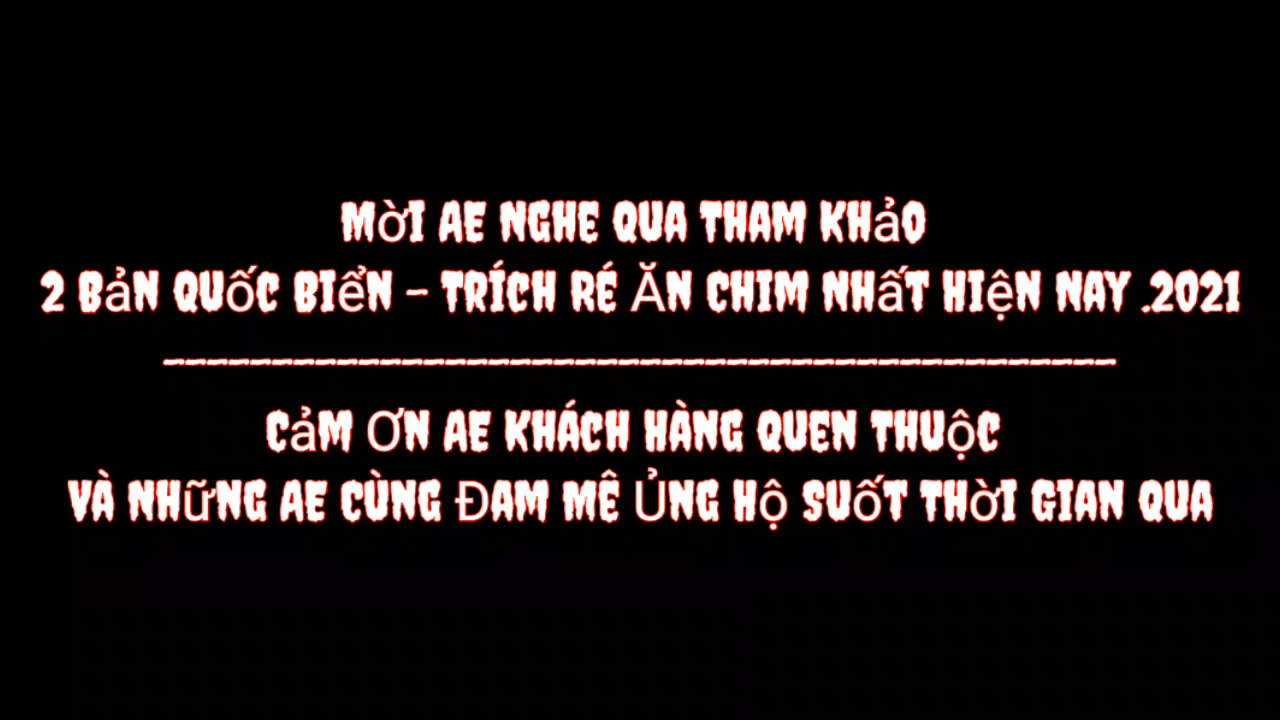 MờI AE NGHE QUA THAM KHảO
2 BảN QUốC BIểN - TRÍCH RÉ ĂN CHIM NHấT HIệN NAY .2021
--------------------------------------------
CảM ƠN AE KHÁCH HÀNG QUEN THUộC
VÀ NHữNG AE CÙNG ĐAM MÊ ỦNG Hộ SUốT THờI GIAN QUA